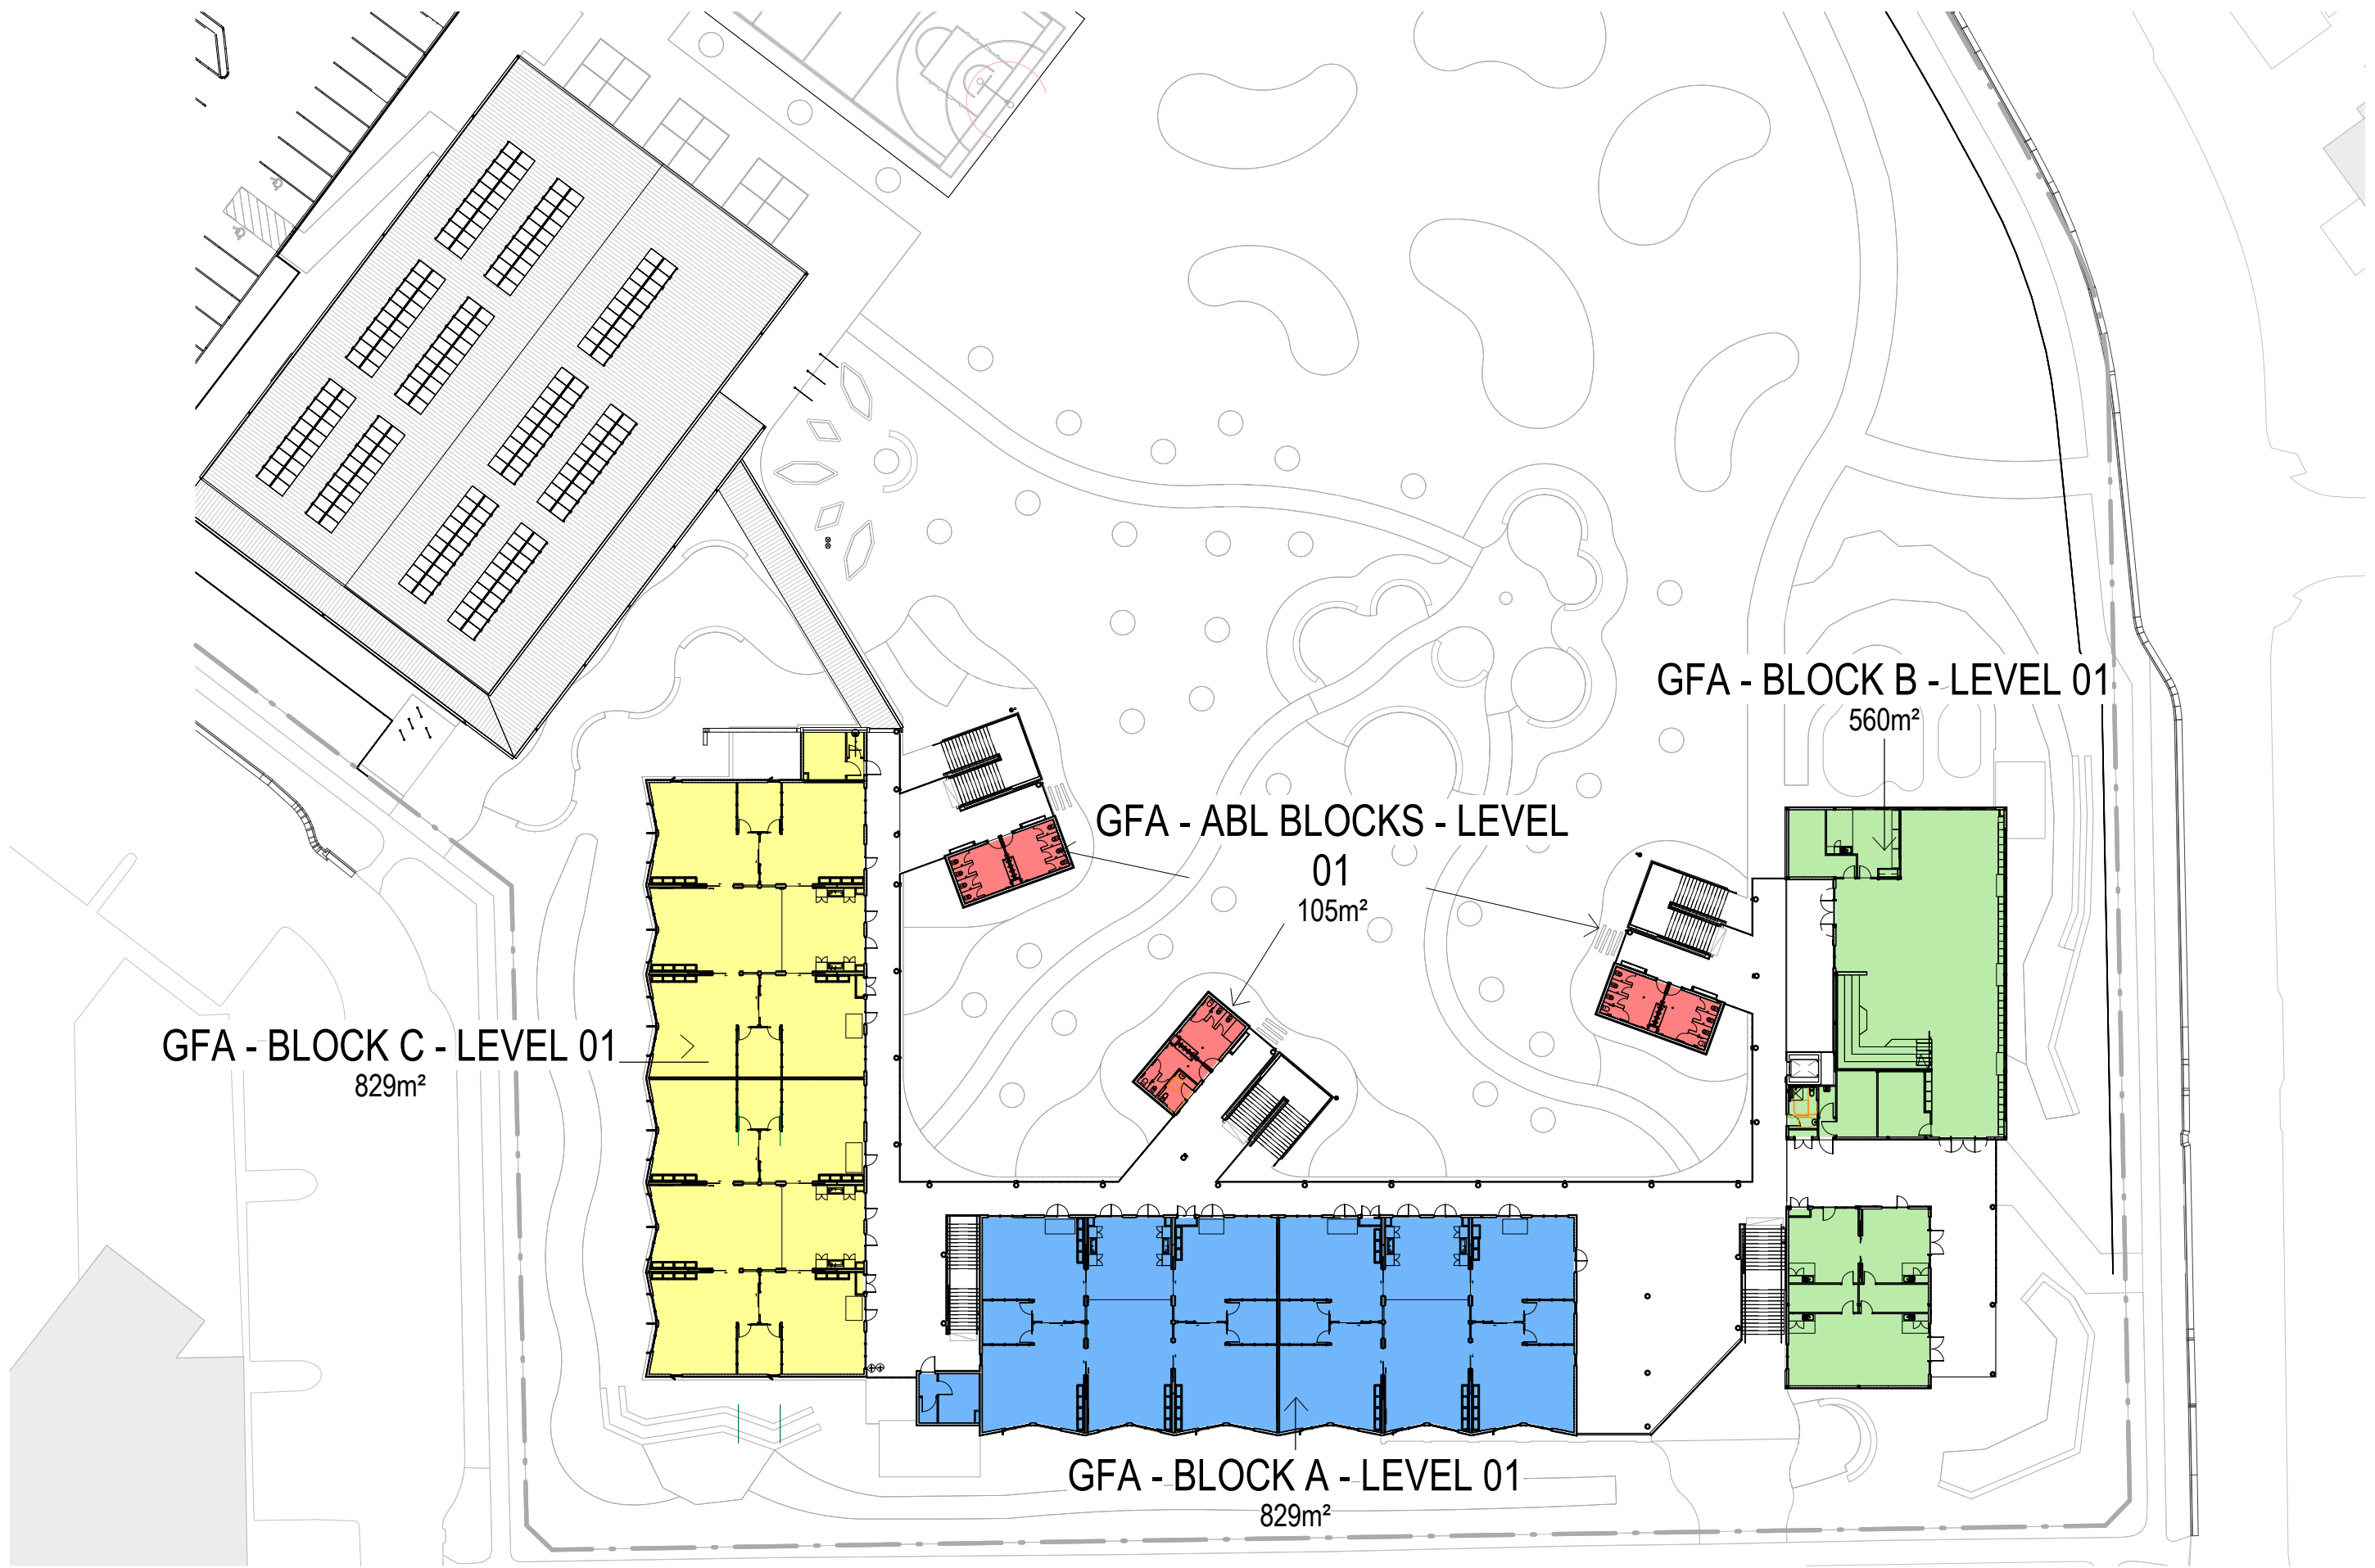 GFA - BLOCK B - LEVEL 01
560m²
GFA - ABL BLOCKS - LEVEL
01
105m²
GFA - BLOCK C - LEVEL 01
829m²
GFA - BLOCK A - LEVEL 01
829m²